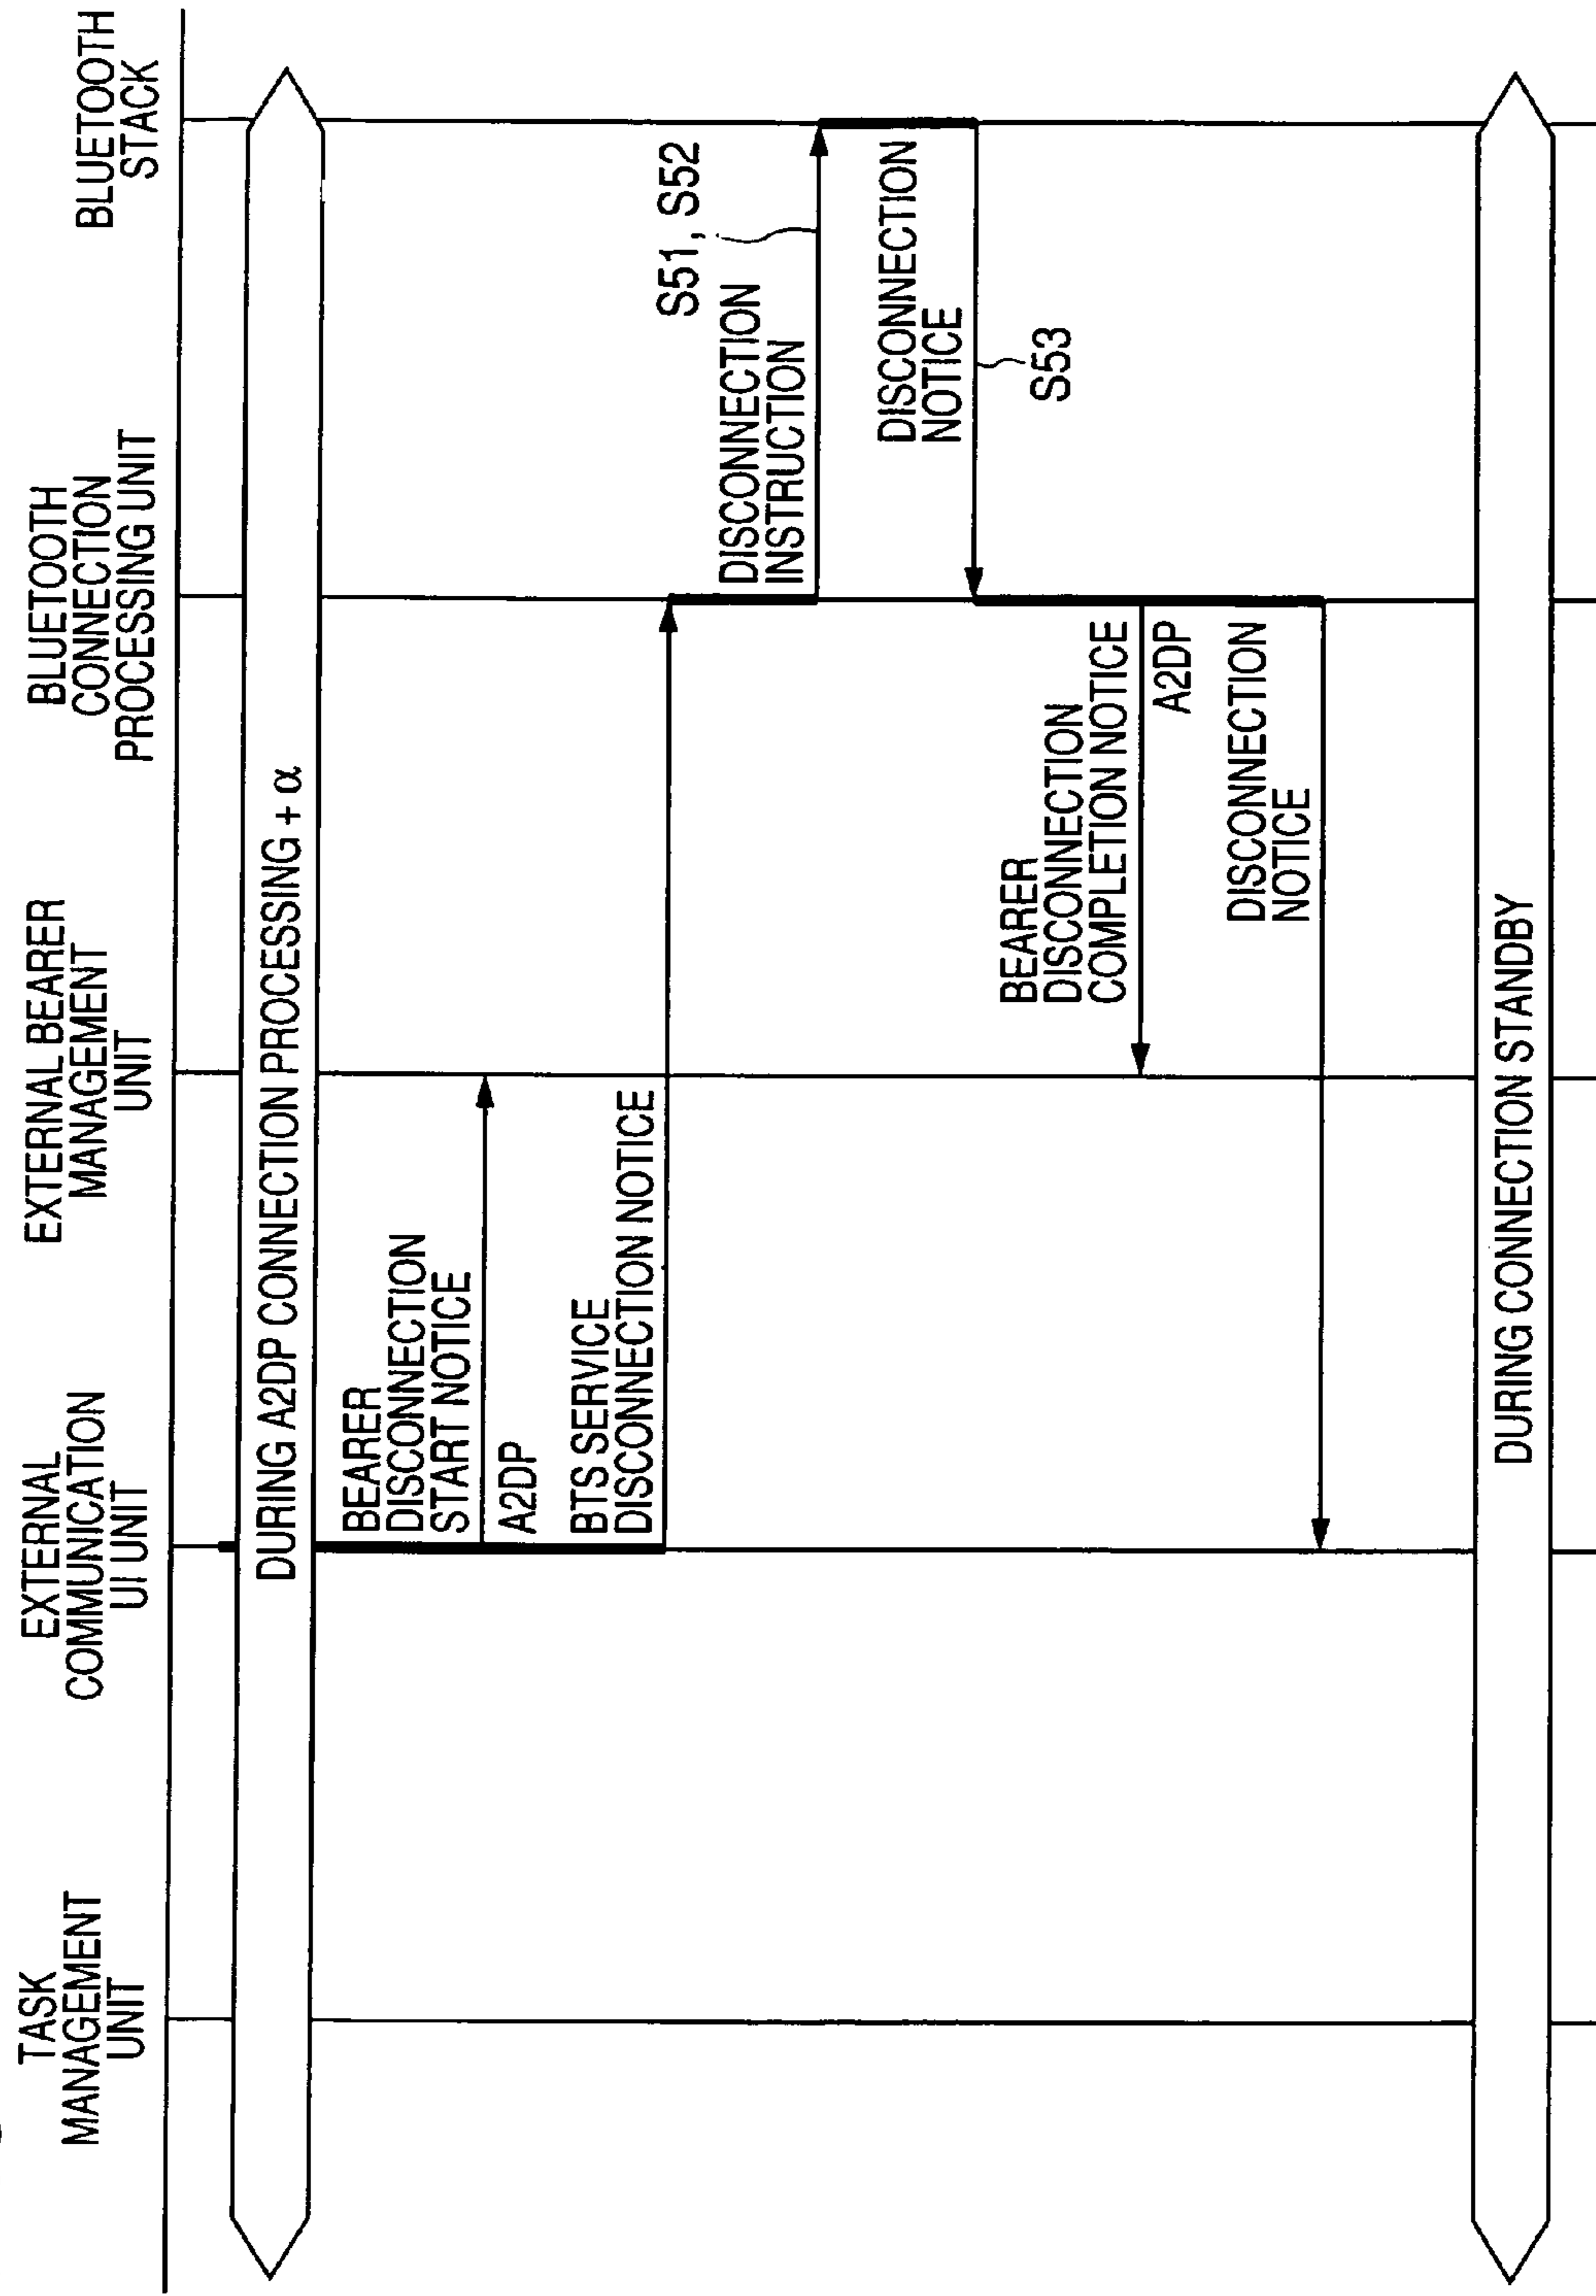 TASK
MANAGEMENT
UNIT
EXTERNAL
COMMUNICATION
UI UNIT
EXTERNAL BEARER
MANAGEMENT
UNIT
BLUETOOTH
CONNECTION
PROCESSING UNIT
BLUETOOTH
STACK
DURING A2DP CONNECTION PROCESSING + α
BEARER
DISCONNECTION
START NOTICE
A2DP
BTS SERVICE
DISCONNECTION NOTICE
S51, S52
DISCONNECTION
INSTRUCTION
DISCONNECTION
NOTICE
S53
BEARER
DISCONNECTION
COMPLETION NOTICE
A2DP
DISCONNECTION
NOTICE
DURING CONNECTION STANDBY